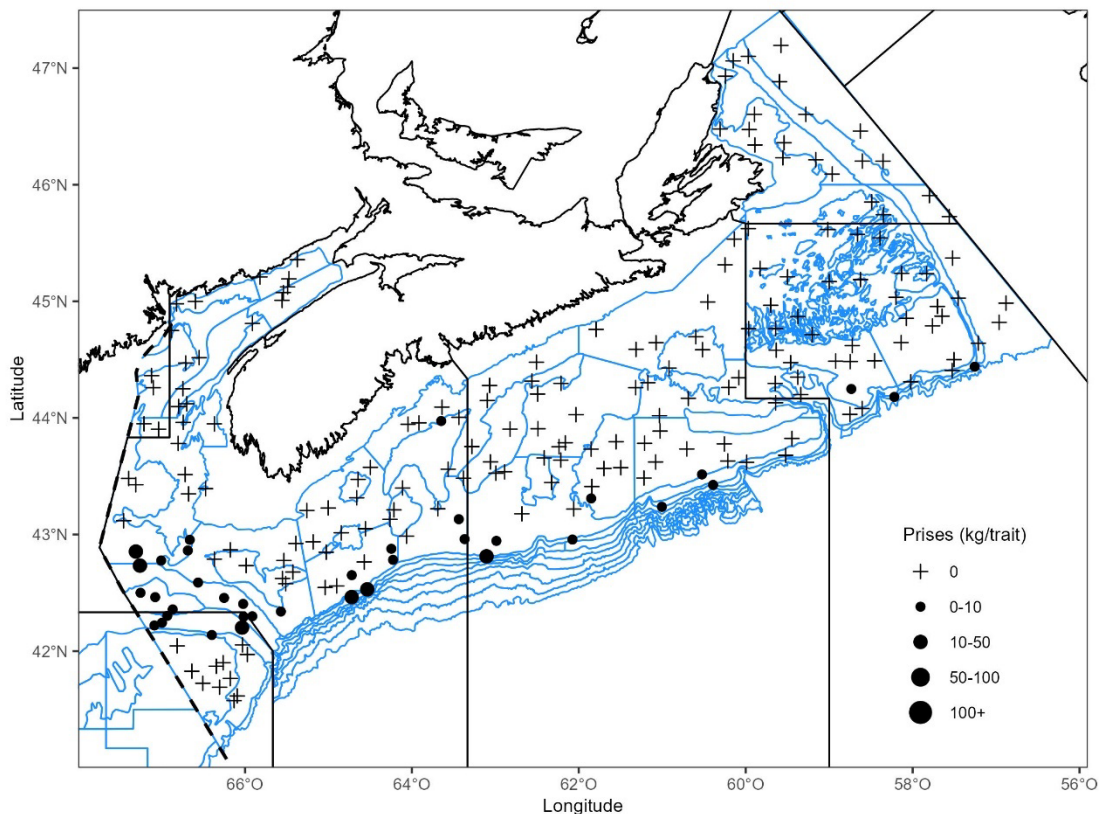 47°N
46°N
45°N
44°N
43°N
42°N
Latitude
Prises (kg/trait)
0
0-10
10-50
50-100
100+
66°O
64°O
62°O
60°O
58°O
56°O
Longitude